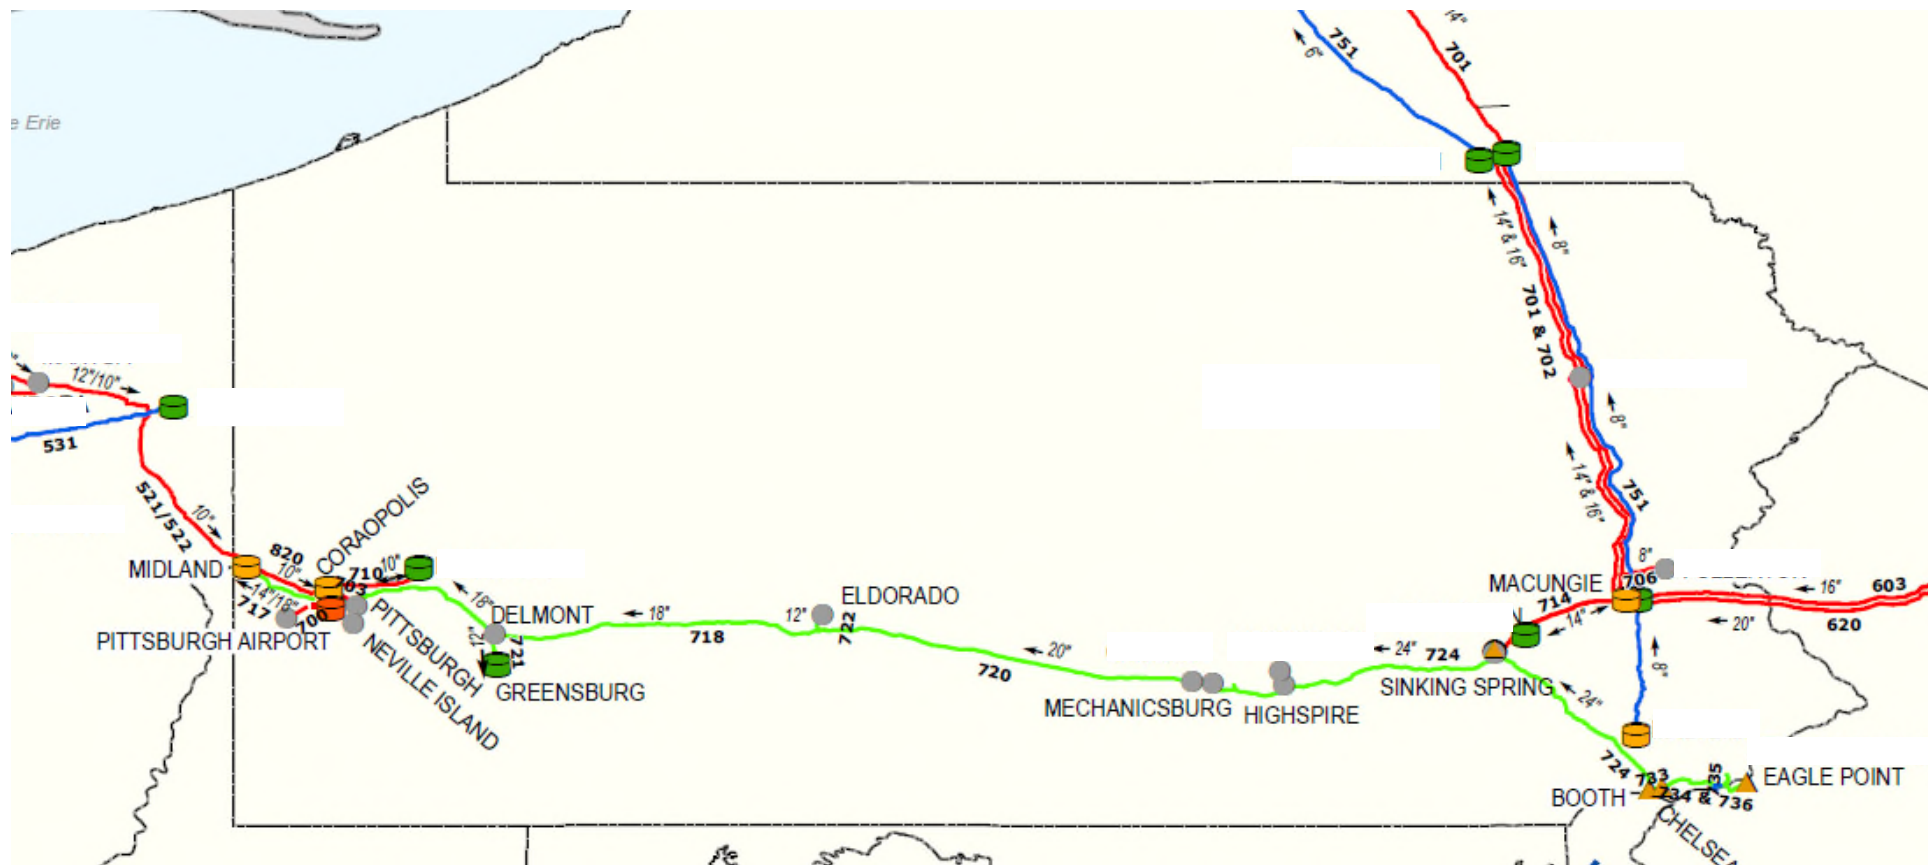 14"
751
6"
701
e Erie
14" & 16"
8"
701 & 702
12"/10"
531
8"
14" & 16"
751
521/522
10"
CORAOPOLIS
820
10"
703
710
10"
MIDLAND
14"/18"
717
700
PITTSBURGH AIRPORT
PITTSBURGH
NEVILLE ISLAND
18"
DELMONT
12"
721
GREENSBURG
18"
718
12"
722
ELDORADO
20"
720
MECHANICSBURG
HIGHSPIRE
24"
724
SINKING SPRING
MACUNGIE
714
14"
8"
706
16"
603
20"
620
8"
24"
724
733
735
734 &
736
BOOTH
EAGLE POINT
CHELSEA